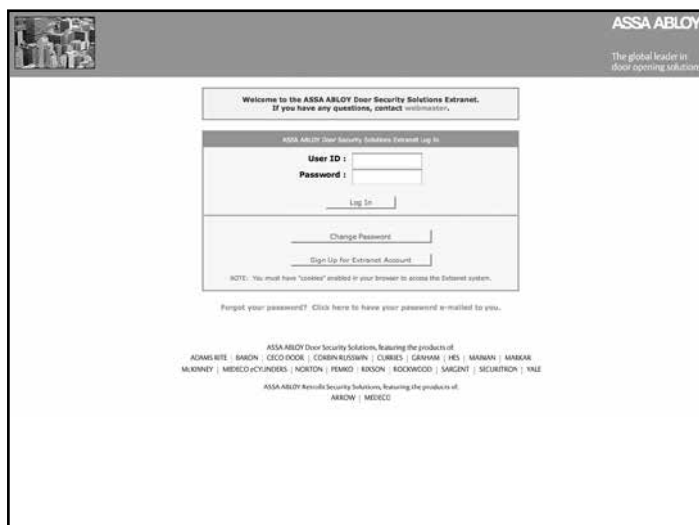 ASSA ABLOY
The global leader in
door opening solution
Welcome to the ASSA ABLOY Door Security Solutions Extranet.
If you have any questions, contact webmaster.
ASSA ABLOY Door Security Solutions Extranet Log In
User ID :
Password :
Log In
Change Password
Sign Up for Extranet Account
NOTE: You must have "cookies" enabled in your browser to access the Extranet system.
Forgot your password? Click here to have your password e-mailed to you.
ASSA ABLOY Door Security Solutions, featuring the products of:
ADAMS RITE | BARON | CECO DOOR | CORBIN RUSSWIN | CURRIES | GRAHAM | HES | MAIMAN | MARKAR
McKINNEY | MEDECO eCYLINDERS | NORTON | PEMKO | RIXSON | ROCKWOOD | SARGENT | SECURITRON | YALE
ASSA ABLOY Retrofit Security Solutions, featuring the products of:
ARROW | MEDECO